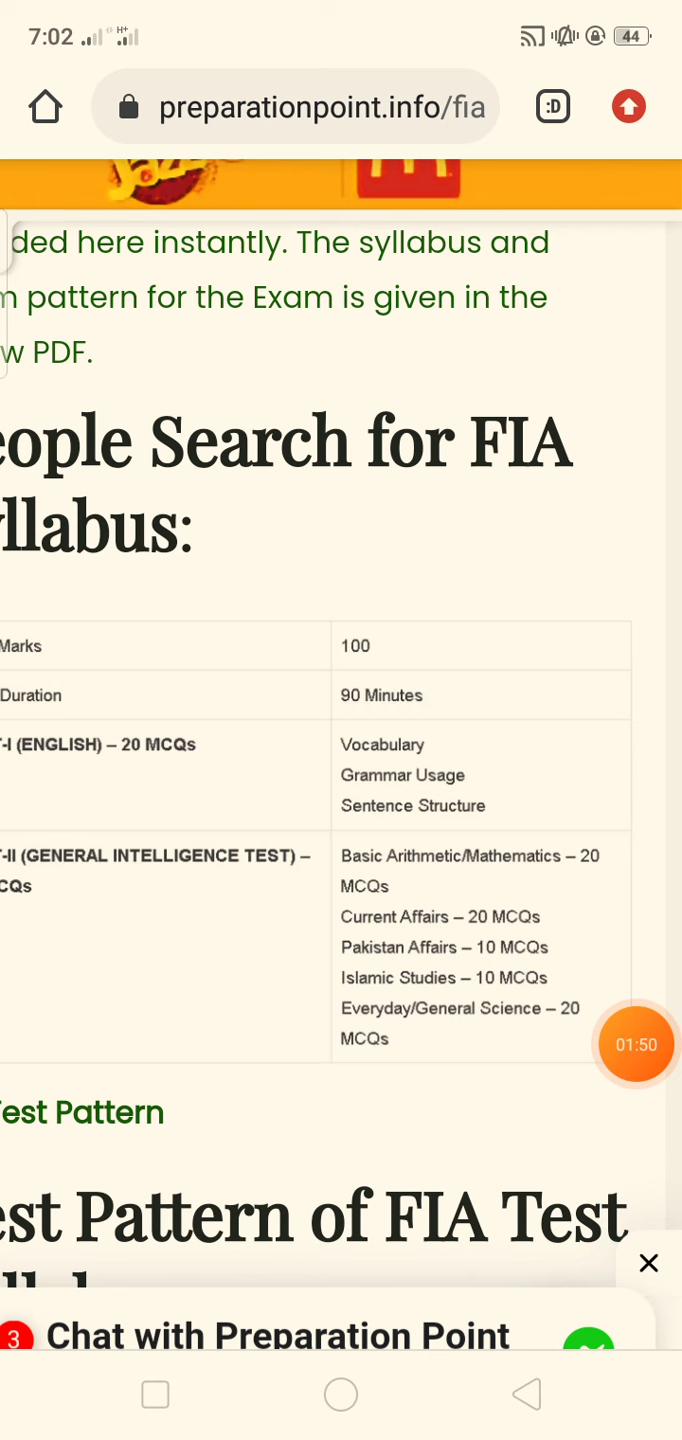 7:02
H+
44
preparationpoint.info/fia
:D
Jazz
ded here instantly. The syllabus and
m pattern for the Exam is given in the
w PDF.
eople Search for FIA
yllabus:
Marks 100
Duration 90 Minutes
T-I (ENGLISH) – 20 MCQs Vocabulary
Grammar Usage
Sentence Structure
T-II (GENERAL INTELLIGENCE TEST) – Basic Arithmetic/Mathematics – 20
CQs MCQs
Current Affairs – 20 MCQs
Pakistan Affairs – 10 MCQs
Islamic Studies – 10 MCQs
Everyday/General Science – 20
MCQs
01:50
Test Pattern
est Pattern of FIA Test
3 Chat with Preparation Point